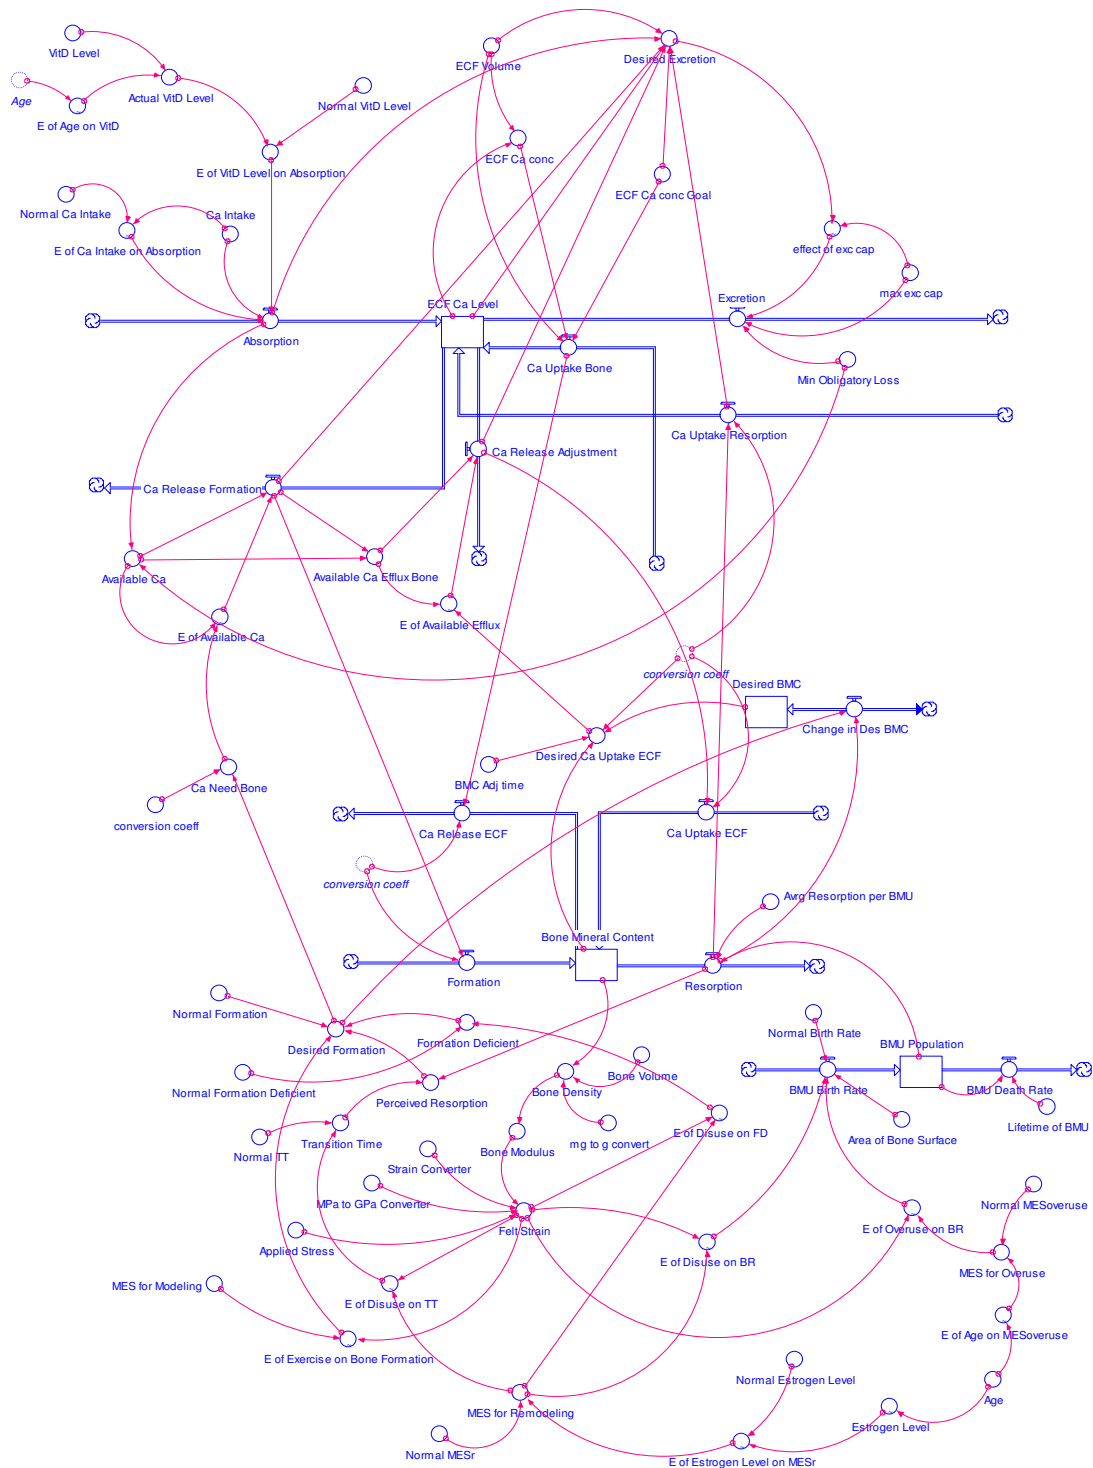 VitD Level
ECF Volume
Desired Excretion
Age
Actual VitD Level
Normal VitD Level
E of Age on VitD
ECF Ca conc
E of VitD Level on Absorption
ECF Ca conc Goal
Normal Ca Intake
Ca Intake
E of Ca Intake on Absorption
effect of exc cap
max exc cap
ECF Ca Level
Excretion
Absorption
Ca Uptake Bone
Min Obligatory Loss
Ca Uptake Resorption
Ca Release Adjustment
Ca Release Formation
Available Ca
Available Ca Efflux Bone
E of Available Efflux
E of Available Ca
conversion coeff
Desired BMC
Change in Des BMC
Desired Ca Uptake ECF
BMC Adj time
Ca Need Bone
conversion coeff
Ca Release ECF
Ca Uptake ECF
conversion coeff
Avrg Resorption per BMU
Bone Mineral Content
Formation
Resorption
Normal Formation
Normal Birth Rate
Desired Formation
Formation Deficient
BMU Population
Bone Volume
Normal Formation Deficient
Bone Density
BMU Birth Rate
BMU Death Rate
Perceived Resorption
Transition Time
E of Disuse on FD
Lifetime of BMU
Normal TT
Bone Modulus
mg to g convert
Area of Bone Surface
Strain Converter
MPa to GPa Converter
Normal MESoveruse
Felt Strain
E of Overuse on BR
Applied Stress
E of Disuse on BR
MES for Overuse
MES for Modeling
E of Disuse on TT
E of Age on MESoveruse
E of Exercise on Bone Formation
Normal Estrogen Level
Age
MES for Remodeling
Estrogen Level
Normal MESr
E of Estrogen Level on MESr